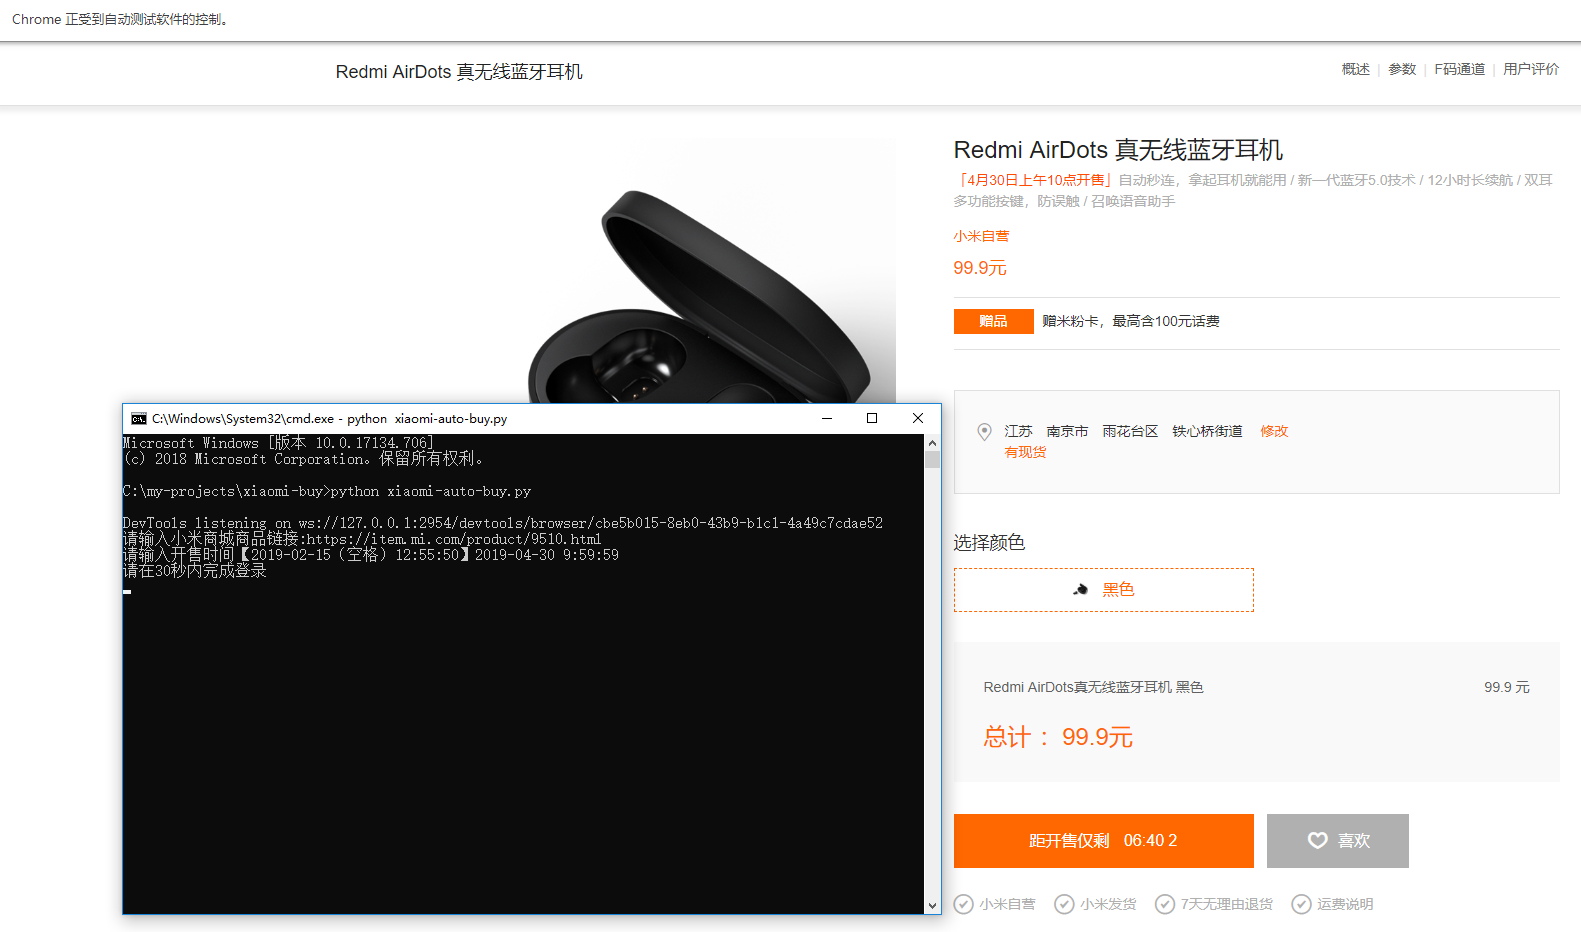 Chrome 正受到自动测试软件的控制。
Redmi AirDots 真无线蓝牙耳机
概述 | 参数 | F码通道 | 用户评价
Redmi AirDots 真无线蓝牙耳机
「4月30日上午10点开售」自动秒连，拿起耳机就能用 / 新一代蓝牙5.0技术 / 12小时长续航 / 双耳
多功能按键，防误触 / 召唤语音助手
小米自营
99.9元
赠品 赠米粉卡，最高含100元话费
江苏 南京市 雨花台区 铁心桥街道 修改
有现货
选择颜色
黑色
Redmi AirDots真无线蓝牙耳机 黑色 99.9 元
总计 ： 99.9元
距开售仅剩 06:40 2
喜欢
小米自营 小米发货 7天无理由退货 运费说明
C:\Windows\System32\cmd.exe - python xiaomi-auto-buy.py
Microsoft Windows [版本 10.0.17134.706]
(c) 2018 Microsoft Corporation。保留所有权利。
C:\my-projects\xiaomi-buy>python xiaomi-auto-buy.py
DevTools listening on ws://127.0.0.1:2954/devtools/browser/cbe5b015-8eb0-43b9-b1c1-4a49c7cdae52
请输入小米商城商品链接:https://item.mi.com/product/9510.html
请输入开售时间【2019-02-15（空格）12:55:50】2019-04-30 9:59:59
请在30秒内完成登录